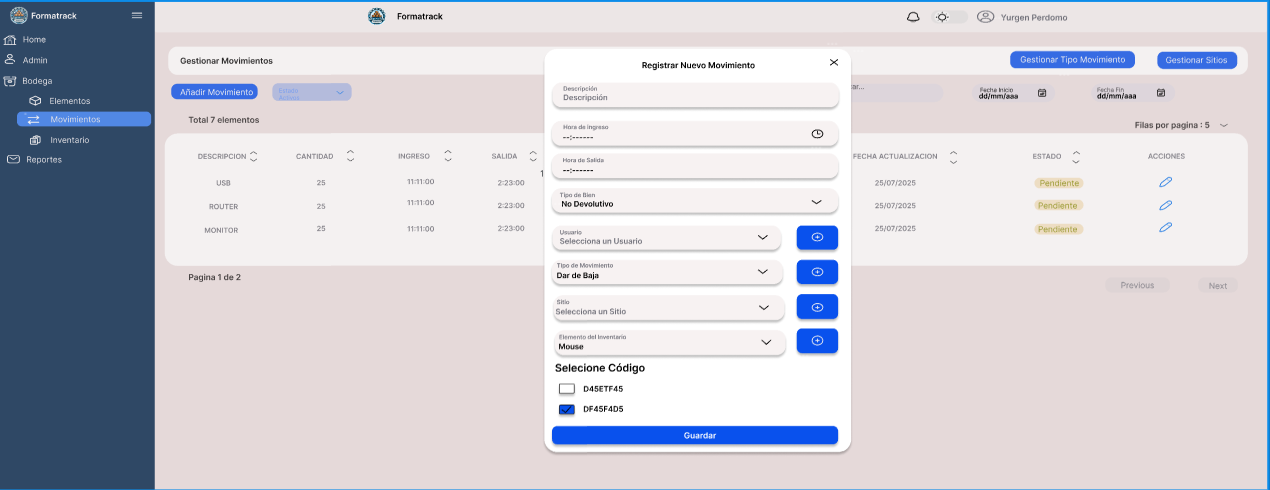 Formatrack
Formatrack
Yurgen Perdomo
Home
Admin
Bodega
Elementos
Movimientos
Inventario
Reportes
Gestionar Movimientos
Gestionar Tipo Movimiento
Gestionar Sitios
Añadir Movimiento
Estado
Activos
ar...
Fecha Inicio
dd/mm/aaa
Fecha Fin
dd/mm/aaa
Total 7 elementos
Filas por pagina : 5
DESCRIPCION CANTIDAD INGRESO SALIDA FECHA ACTUALIZACION ESTADO ACCIONES
1
USB 25 11:11:00 2:23:00 25/07/2025 Pendiente
ROUTER 25 11:11:00 2:23:00 25/07/2025 Pendiente
MONITOR 25 11:11:00 2:23:00 25/07/2025 Pendiente
Pagina 1 de 2
Previous
Next
Registrar Nuevo Movimiento
Descripción
Descripción
Hora de Ingreso
--:------
Hora de Salida
--:------
Tipo de Bien
No Devolutivo
Usuario
Selecciona un Usuario
Tipo de Movimiento
Dar de Baja
Sitio
Selecciona un Sitio
Elemento del Inventario
Mouse
Selecione Código
D45ETF45
DF45F4D5
Guardar